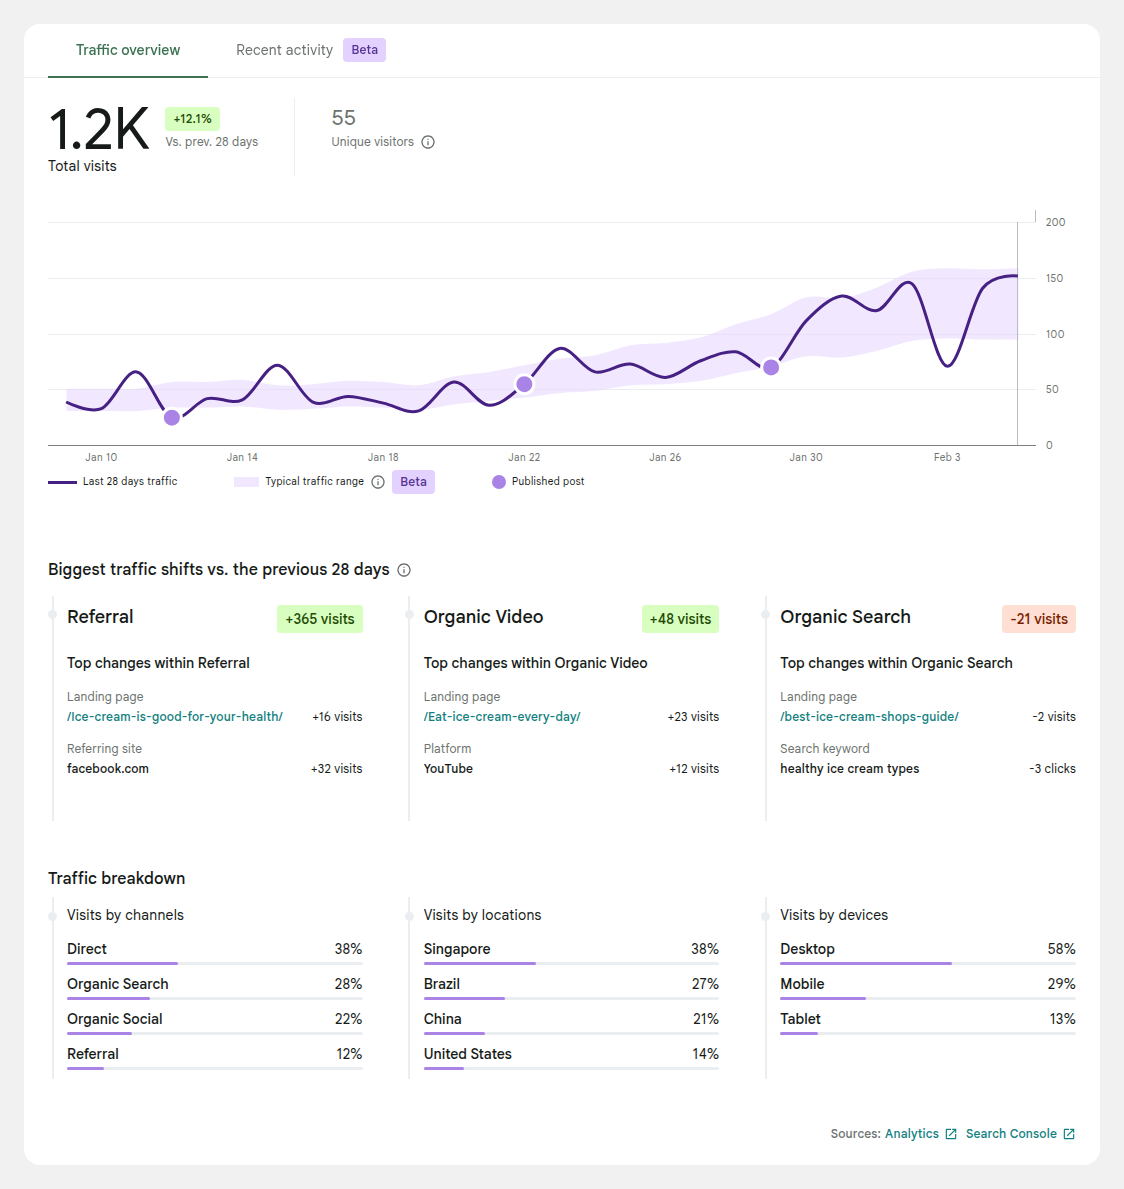 Traffic overview
Recent activity Beta
1.2K
+12.1%
Vs. prev. 28 days
Total visits
55
Unique visitors
200
150
100
50
0
Jan 10 Jan 14 Jan 18 Jan 22 Jan 26 Jan 30 Feb 3
Last 28 days traffic Typical traffic range Beta Published post
Biggest traffic shifts vs. the previous 28 days
Referral +365 visits
Top changes within Referral
Landing page
/Ice-cream-is-good-for-your-health/ +16 visits
Referring site
facebook.com +32 visits
Organic Video +48 visits
Top changes within Organic Video
Landing page
/Eat-ice-cream-every-day/ +23 visits
Platform
YouTube +12 visits
Organic Search -21 visits
Top changes within Organic Search
Landing page
/best-ice-cream-shops-guide/ -2 visits
Search keyword
healthy ice cream types -3 clicks
Traffic breakdown
Visits by channels
Direct 38%
Organic Search 28%
Organic Social 22%
Referral 12%
Visits by locations
Singapore 38%
Brazil 27%
China 21%
United States 14%
Visits by devices
Desktop 58%
Mobile 29%
Tablet 13%
Sources: Analytics Search Console